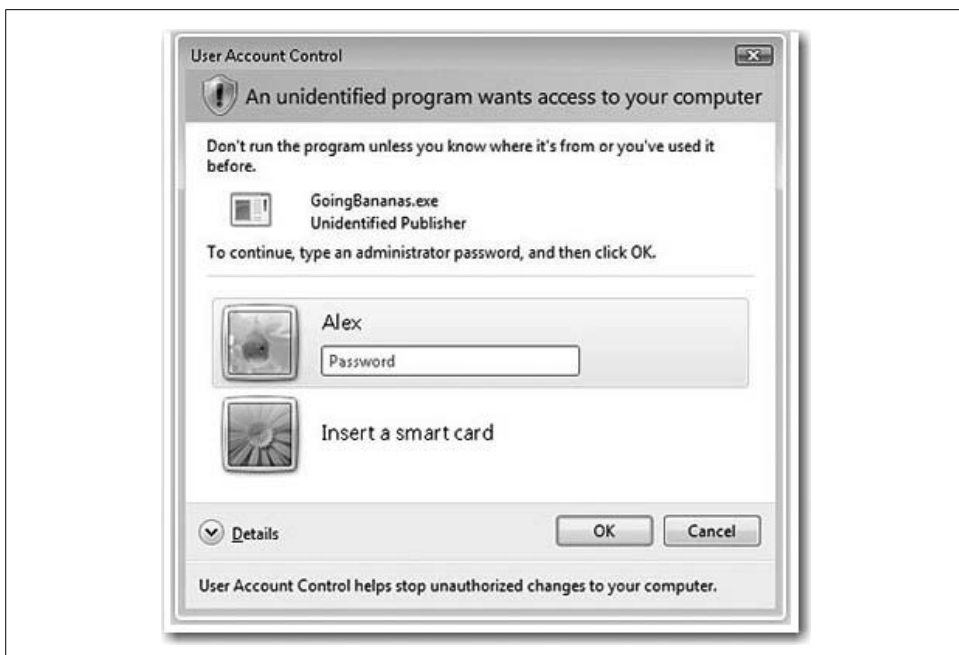 User Account Control
An unidentified program wants access to your computer
Don't run the program unless you know where it's from or you've used it
before.
GoingBananas.exe
Unidentified Publisher
To continue, type an administrator password, and then click OK.
Alex
Password
Insert a smart card
Details
OK
Cancel
User Account Control helps stop unauthorized changes to your computer.